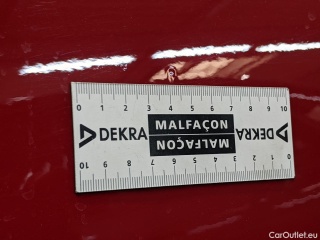 0 1 2 3 4 5 6 7 8 9 10
DEKRA MALFAÇON DEKRA
MALFAÇON
10 9 8 7 6 5 4 3 2 1 0
CarOutlet.eu